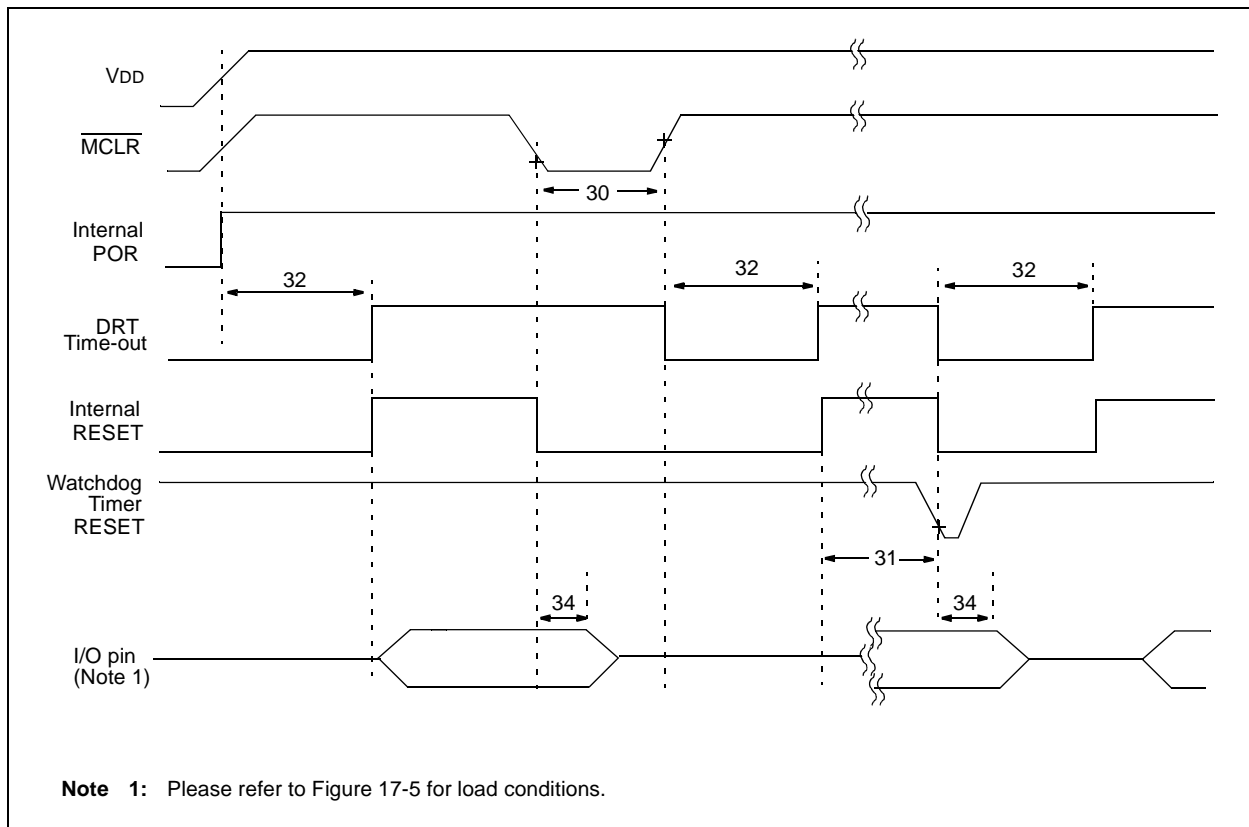 VDD
MCLR
30
Internal
POR
32
32
32
DRT
Time-out
Internal
RESET
Watchdog
Timer
RESET
31
34
34
I/O pin
(Note 1)
Note 1: Please refer to Figure 17-5 for load conditions.